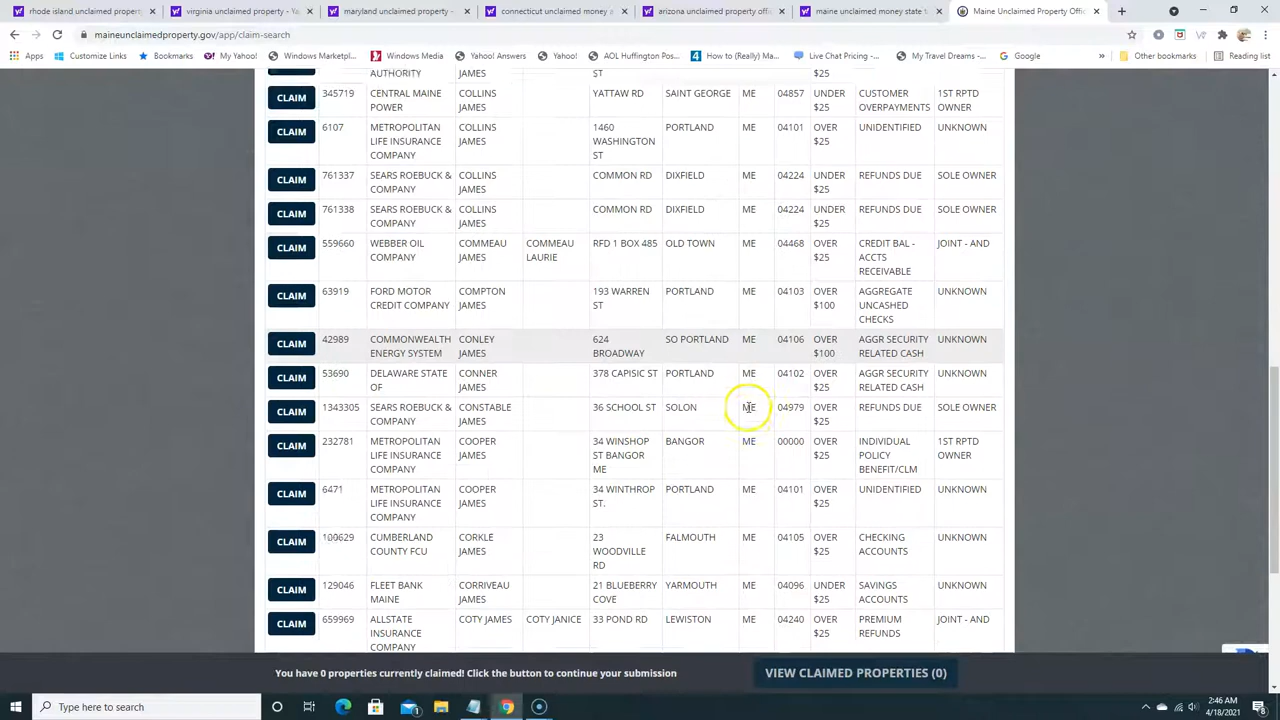 rhode island unclaimed property
virginia unclaimed property - Ya
maryland unclaimed property -
connecticut unclaimed money s
arizona unclaimed property offic
maine unclaimed money state t
Maine Unclaimed Property Offic
maineunclaimedproperty.gov/app/claim-search
Apps Customize Links Bookmarks My Yahoo! Windows Marketpl... Windows Media Yahoo! Answers Yahoo! AOL Huffington Pos... How to (Really) Ma... Live Chat Pricing -... My Travel Dreams -... Google » Other bookmarks Reading list
AUTHORITY JAMES ST $25
CLAIM 345719 CENTRAL MAINE COLLINS YATTAW RD SAINT GEORGE ME 04857 UNDER CUSTOMER 1ST RPTD
POWER JAMES $25 OVERPAYMENTS OWNER
CLAIM 6107 METROPOLITAN COLLINS 1460 PORTLAND ME 04101 OVER UNIDENTIFIED UNKNOWN
LIFE INSURANCE JAMES WASHINGTON $25
COMPANY ST
CLAIM 761337 SEARS ROEBUCK & COLLINS COMMON RD DIXFIELD ME 04224 UNDER REFUNDS DUE SOLE OWNER
COMPANY JAMES $25
CLAIM 761338 SEARS ROEBUCK & COLLINS COMMON RD DIXFIELD ME 04224 UNDER REFUNDS DUE SOLE OWNER
COMPANY JAMES $25
CLAIM 559660 WEBBER OIL COMMEAU COMMEAU RFD 1 BOX 485 OLD TOWN ME 04468 OVER CREDIT BAL - JOINT - AND
COMPANY JAMES LAURIE $25 ACCTS
RECEIVABLE
CLAIM 63919 FORD MOTOR COMPTON 193 WARREN PORTLAND ME 04103 OVER AGGREGATE UNKNOWN
CREDIT COMPANY JAMES ST $100 UNCASHED
CHECKS
CLAIM 42989 COMMONWEALTH CONLEY 624 SO PORTLAND ME 04106 OVER AGGR SECURITY UNKNOWN
ENERGY SYSTEM JAMES BROADWAY $100 RELATED CASH
CLAIM 53690 DELAWARE STATE CONNER 378 CAPISIC ST PORTLAND ME 04102 OVER AGGR SECURITY UNKNOWN
OF JAMES $25 RELATED CASH
CLAIM 1343305 SEARS ROEBUCK & CONSTABLE 36 SCHOOL ST SOLON ME 04979 OVER REFUNDS DUE SOLE OWNER
COMPANY JAMES $25
CLAIM 232781 METROPOLITAN COOPER 34 WINSHOP BANGOR ME 00000 OVER INDIVIDUAL 1ST RPTD
LIFE INSURANCE JAMES ST BANGOR $25 POLICY OWNER
COMPANY ME BENEFIT/CLM
CLAIM 6471 METROPOLITAN COOPER 34 WINTHROP PORTLAND ME 04101 OVER UNIDENTIFIED UNKNOWN
LIFE INSURANCE JAMES ST. $25
COMPANY
CLAIM 100629 CUMBERLAND CORKLE 23 FALMOUTH ME 04105 OVER CHECKING UNKNOWN
COUNTY FCU JAMES WOODVILLE $25 ACCOUNTS
RD
CLAIM 129046 FLEET BANK CORRIVEAU 21 BLUEBERRY YARMOUTH ME 04096 UNDER SAVINGS UNKNOWN
MAINE JAMES COVE $25 ACCOUNTS
CLAIM 659969 ALLSTATE COTY JAMES COTY JANICE 33 POND RD LEWISTON ME 04240 OVER PREMIUM JOINT - AND
INSURANCE $25 REFUNDS
COMPANY
You have 0 properties currently claimed! Click the button to continue your submission VIEW CLAIMED PROPERTIES (0)
Type here to search
2:46 AM
4/18/2021